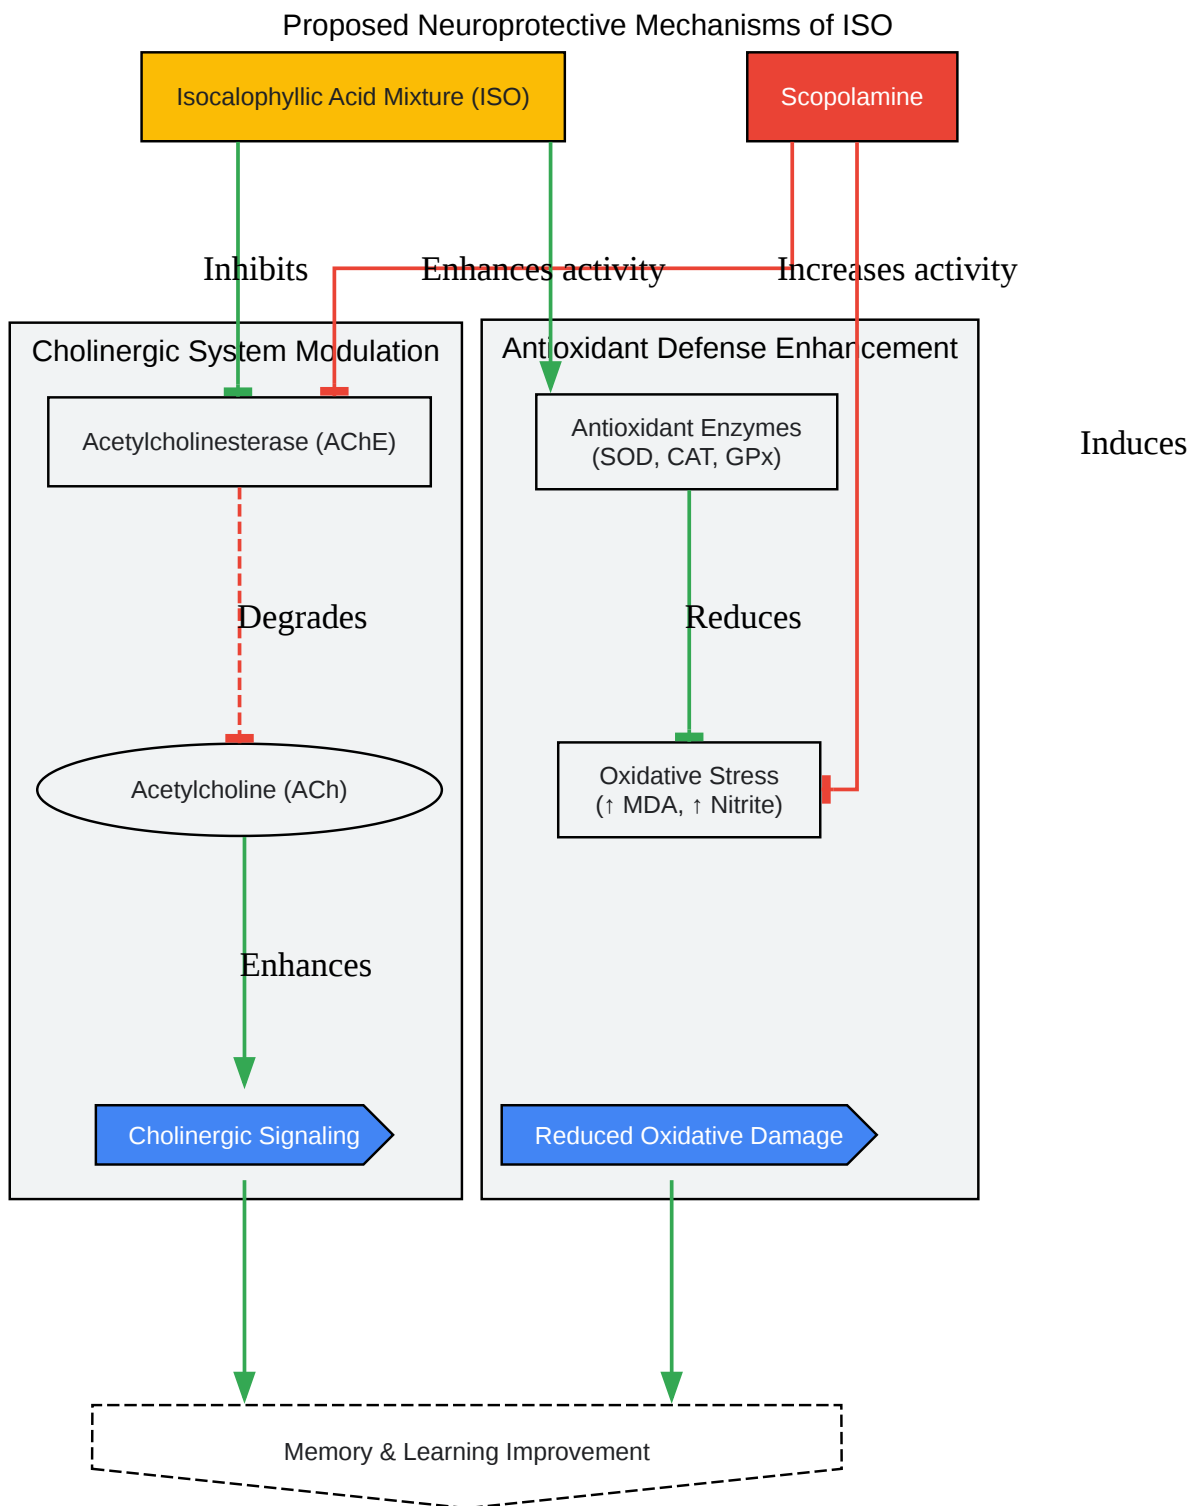 Proposed Neuroprotective Mechanisms of ISO
Isocalophyllic Acid Mixture (ISO)
Scopolamine
Inhibits
Enhances activity
Increases activity
Cholinergic System Modulation
Antioxidant Defense Enhancement
Acetylcholinesterase (AChE)
Antioxidant Enzymes
(SOD, CAT, GPx)
Induces
Degrades
Reduces
Acetylcholine (ACh)
Oxidative Stress
(↑ MDA, ↑ Nitrite)
Enhances
Cholinergic Signaling
Reduced Oxidative Damage
Memory & Learning Improvement